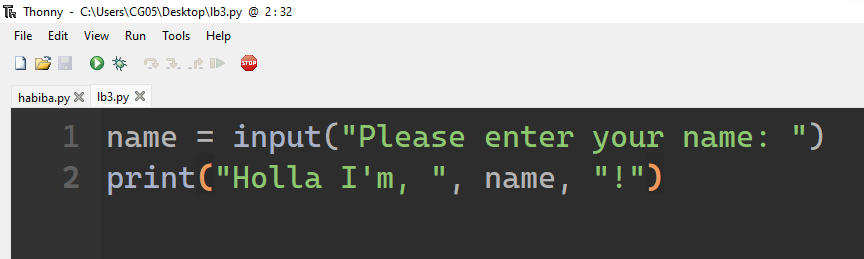 Thonny - C:\Users\CG05\Desktop\lb3.py @ 2:32
File Edit View Run Tools Help
STOP
habiba.py lb3.py
1 name = input("Please enter your name: ")
2 print("Holla I'm, ", name, "!")